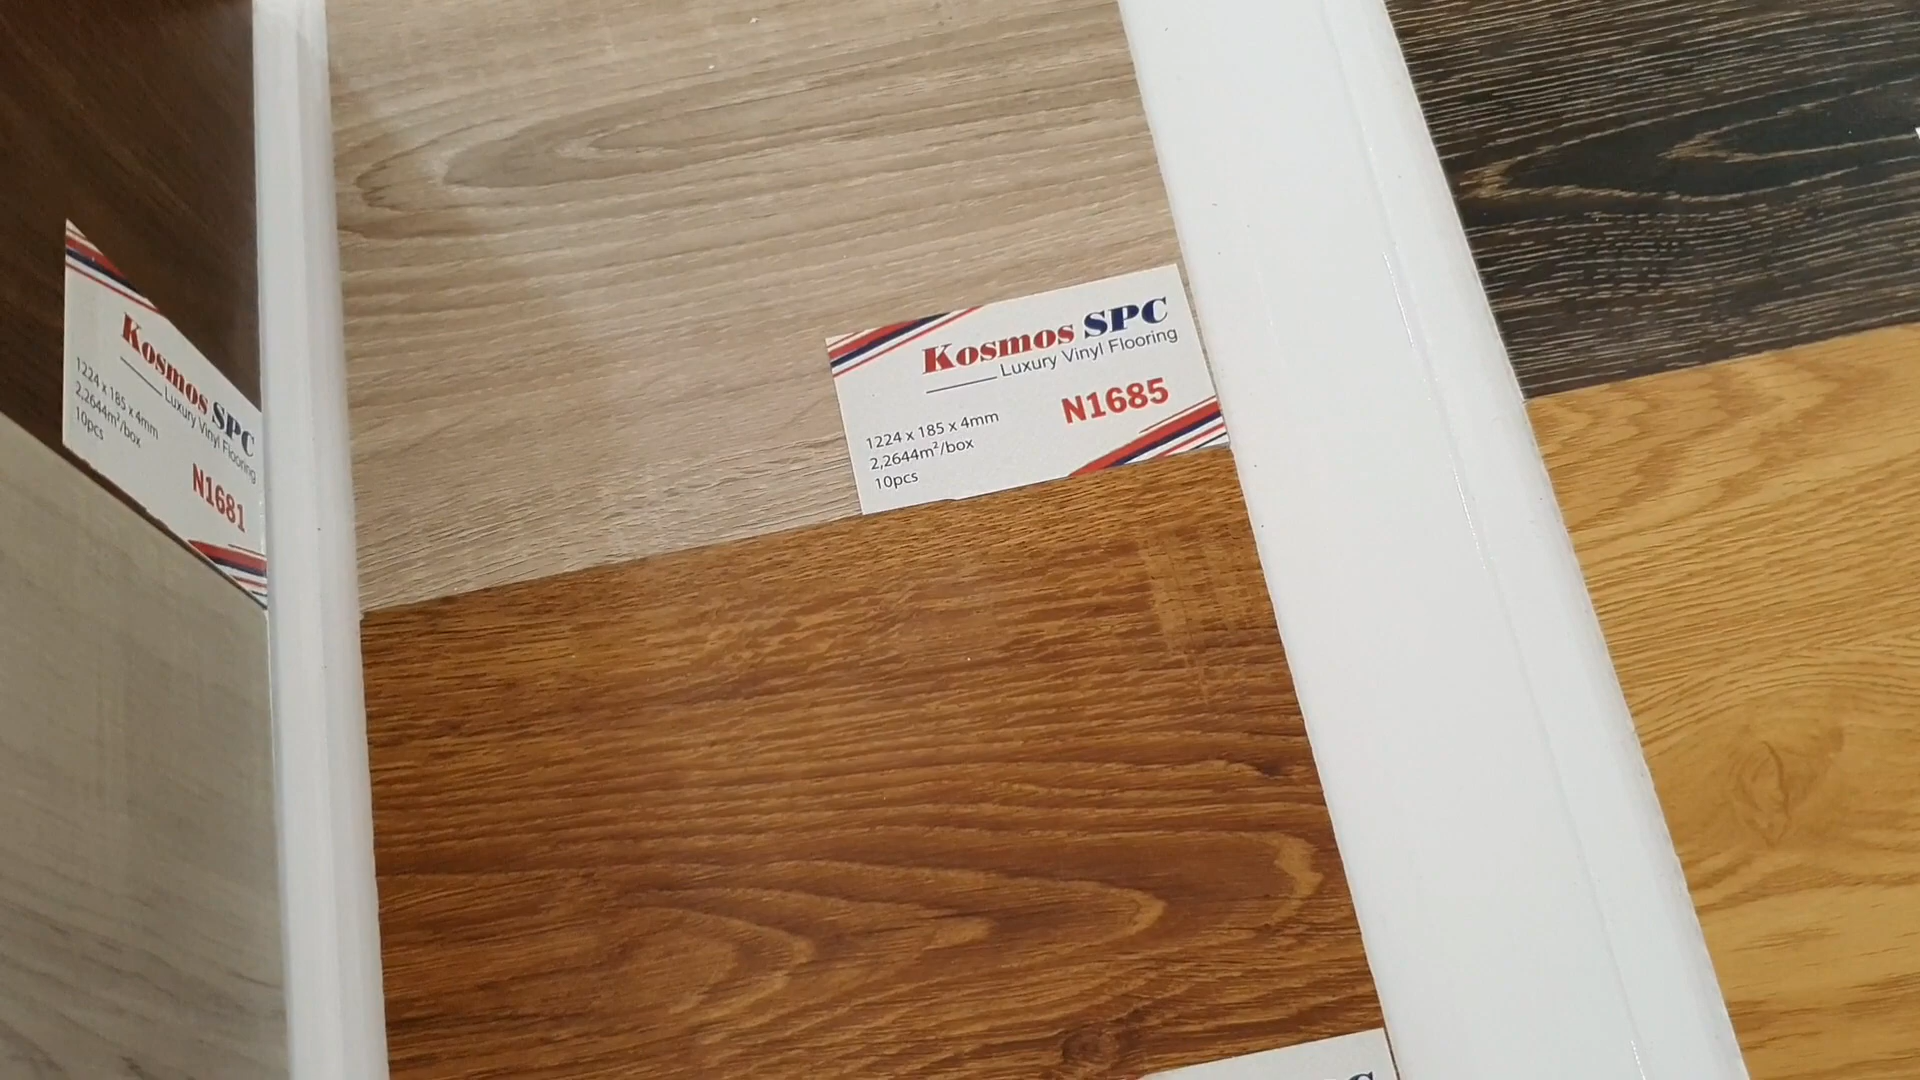 Kosmos SPC
Luxury Vinyl Flooring
1224 x 185 x 4mm
2,2644m²/box
10pcs
N1681
Kosmos SPC
Luxury Vinyl Flooring
N1685
1224 x 185 x 4mm
2,2644m²/box
10pcs